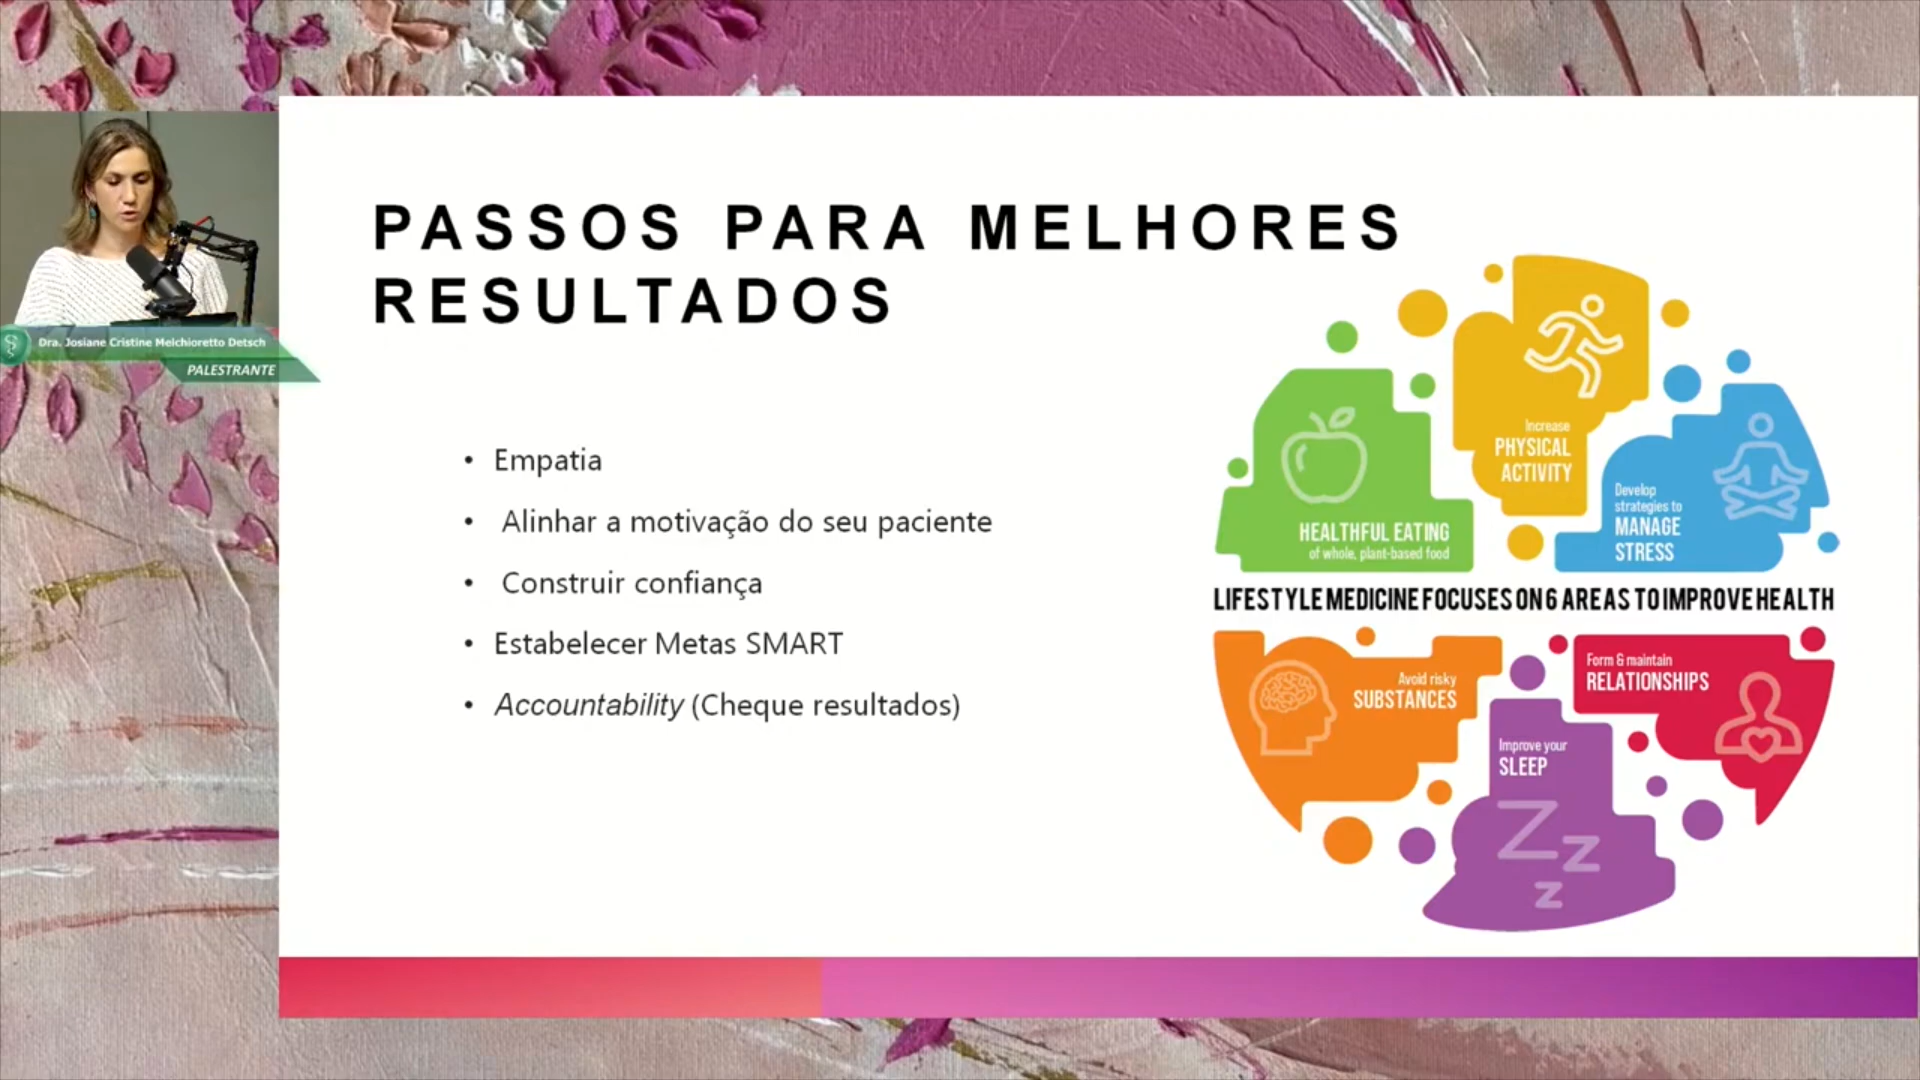 PASSOS PARA MELHORES
RESULTADOS
Dra. Josiane Cristine Melchioretto Detsch
PALESTRANTE
• Empatia
• Alinhar a motivação do seu paciente
• Construir confiança
• Estabelecer Metas SMART
• Accountability (Cheque resultados)
Increase
PHYSICAL
ACTIVITY
HEALTHFUL EATING
of whole, plant-based food
Develop
strategies to
MANAGE
STRESS
LIFESTYLE MEDICINE FOCUSES ON 6 AREAS TO IMPROVE HEALTH
Avoid risky
SUBSTANCES
Form & maintain
RELATIONSHIPS
Improve your
SLEEP
Z z z